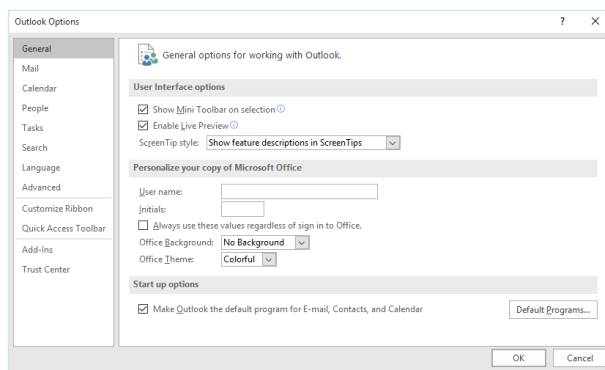 Outlook Options
?
General
Mail
Calendar
People
Tasks
Search
Language
Advanced
Customize Ribbon
Quick Access Toolbar
Add-Ins
Trust Center
General options for working with Outlook.
User Interface options
Show Mini Toolbar on selection
Enable Live Preview
ScreenTip style: Show feature descriptions in ScreenTips
Personalize your copy of Microsoft Office
User name:
Initials:
Always use these values regardless of sign in to Office.
Office Background: No Background
Office Theme: Colorful
Start up options
Make Outlook the default program for E-mail, Contacts, and Calendar
Default Programs...
OK
Cancel